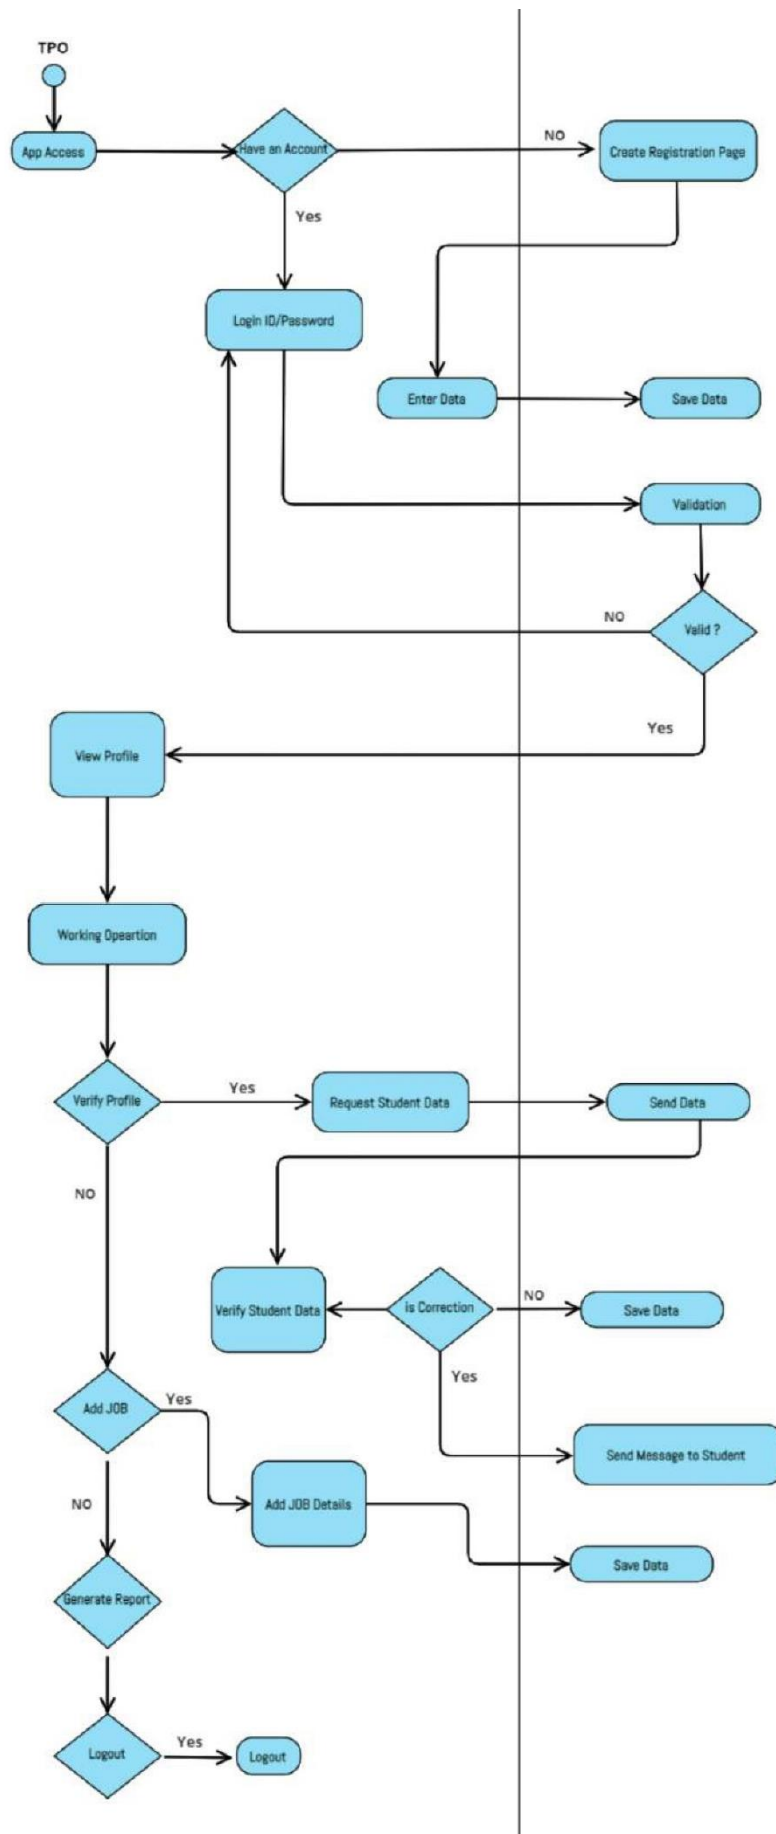 TPO
App Access
Have an Account
NO
Create Registration Page
Yes
Login ID/Password
Enter Data
Save Data
Validation
NO
Valid ?
Yes
View Profile
Working Opeartion
Verify Profile
Yes
Request Student Data
Send Data
NO
Verify Student Data
is Correction
NO
Save Data
Yes
Add JOB
Yes
Send Message to Student
NO
Add JOB Details
Save Data
Generate Report
Logout
Yes
Logout